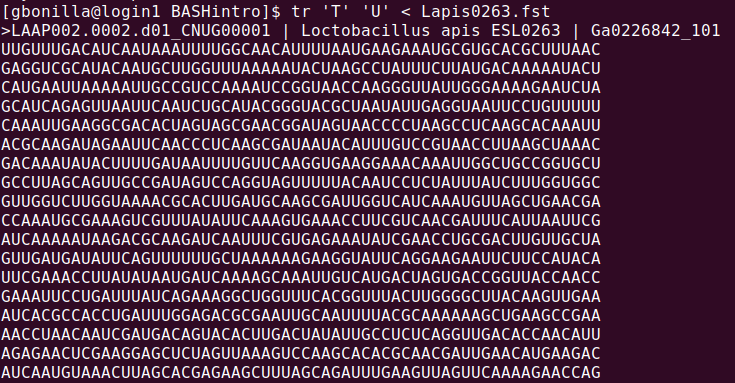 [gbonilla@login1 BASHintro]$ tr 'T' 'U' < Lapis0263.fst
>LAAP002.0002.d01_CNUG00001 | Loctobacillus apis ESL0263 | Ga0226842_101
UUGUUUGACAUCAAUAAAUUUUGGCAACAUUUUAAUGAAGAAAUGCGUGCACGCUUUAAC
GAGGUCGCAUACAAUGCUUGGUUUAAAAAUACUAAGCCUAUUUCUUAUGACAAAAAUACU
CAUGAAUUAAAAAUUGCCGUCCAAAAUCCGGUAACCAAGGGUUAUUGGGAAAAGAAUCUA
GCAUCAGAGUUAAUUCAAUCUGCAUACGGGUACGCUAAUAUUGAGGUAAUUCCUGUUUUU
CAAAUUGAAGGCGACACUAGUAGCGAACGGAUAGUAACCCCUAAGCCUCAAGCACAAAUU
ACGCAAGAUAGAAUUCAACCCUCAAGCGAUAAUACAUUUGUCCGUAACCUUAAGCUAAAC
GACAAAUAUACUUUUGAUAAUUUUGUUCAAGGUGAAGGAAACAAAUUGGCUGCCGGUGCU
GCCUUAGCAGUUGCCGAUAGUCCAGGUAGUUUUUACAAUCCUCUAUUUAUCUUUGGUGGC
GUUGGUCUUGGUAAAACGCACUUGAUGCAAGCGAUUGGUCAUCAAAUGUUAGCUGAACGA
CCAAAUGCGAAAGUCGUUUAUAUUCAAAGUGAAACCUUCGUCAACGAUUUCAUUAAUUCG
AUCAAAAAUAAGACGCAAGAUCAAUUUCGUGAGAAAUAUCGAACCUGCGACUUGUUGCUA
GUUGAUGAUAUUCAGUUUUUUGCUAAAAAAGAAGGUAUUCAGGAAGAAUUCUUCCAUACA
UUCGAAACCUUAUAUAAUGAUCAAAAGCAAAUUGUCAUGACUAGUGACCGGUUACCAACC
GAAAUUCCUGAUUUAUCAGAAAGGCUGGUUUCACGGUUUACUUGGGGCUUACAAGUUGAA
AUCACGCCACCUGAUUUGGAGACGCGAAUUGCAAUUUUACGCAAAAAAGCUGAAGCCGAA
AACCUAACAAUCGAUGACAGUACACUUGACUAUAUUGCCUCUCAGGUUGACACCAACAUU
AGAGAACUCGAAGGAGCUCUAGUUAAAGUCCAAGCACACGCAACGAUUGAACAUGAAGAC
AUCAAUGUAAACUUAGCACGAGAAGCUUUAGCAGAUUUGAAGUUAGUUCAAAAGAACCAG